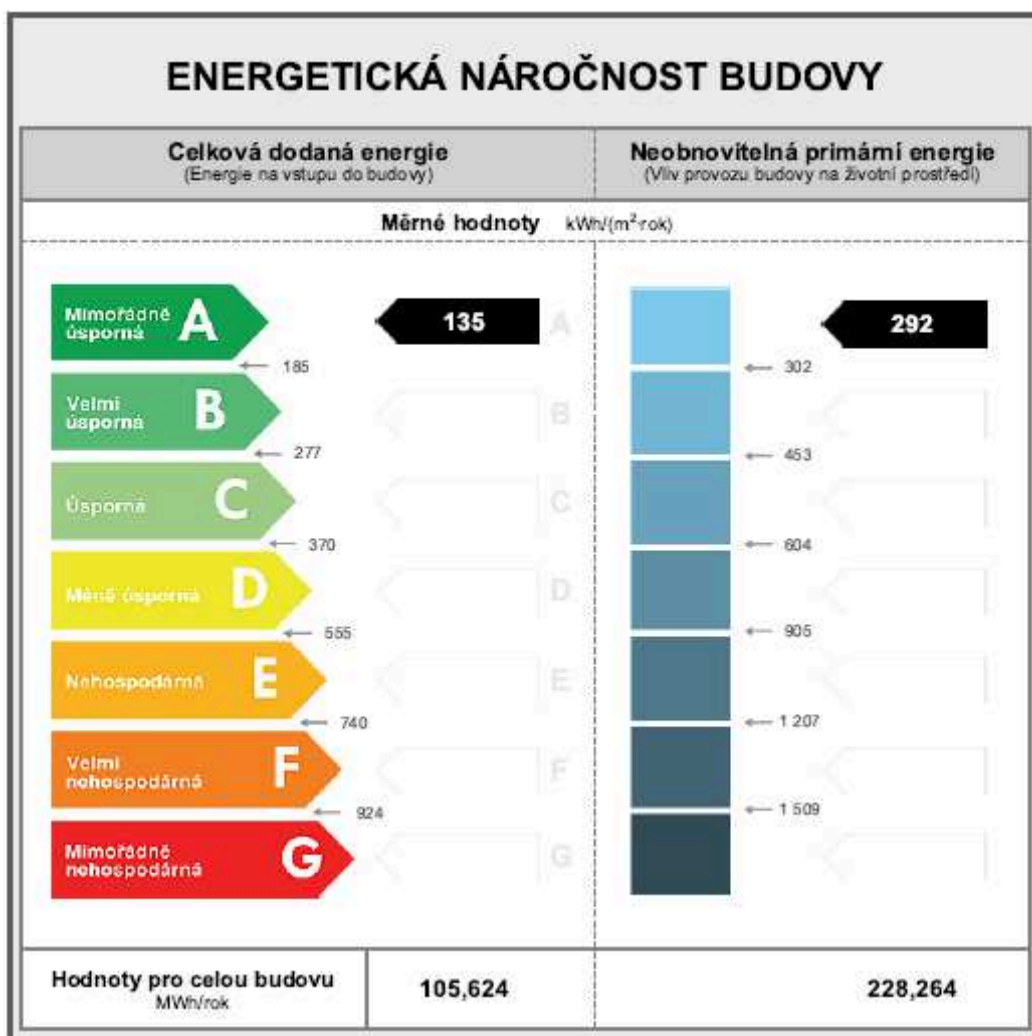 ENERGETICKÁ NÁROČNOST BUDOVY
Celková dodaná energie
(Energie na vstupu do budovy)
Neobnovitelná primární energie
(Vliv provozu budovy na životní prostředí)
Měrné hodnoty kWh/(m²·rok)
Mimořádně úsporná A
135
A
292
185
302
Velmi úsporná B
B
277
453
Úsporná C
C
370
604
Méně úsporná D
D
555
905
Nehospodárná E
E
740
1 207
Velmi nehospodárná F
F
924
1 509
Mimořádně nehospodárná G
G
Hodnoty pro celou budovu
MWh/rok
105,624
228,264